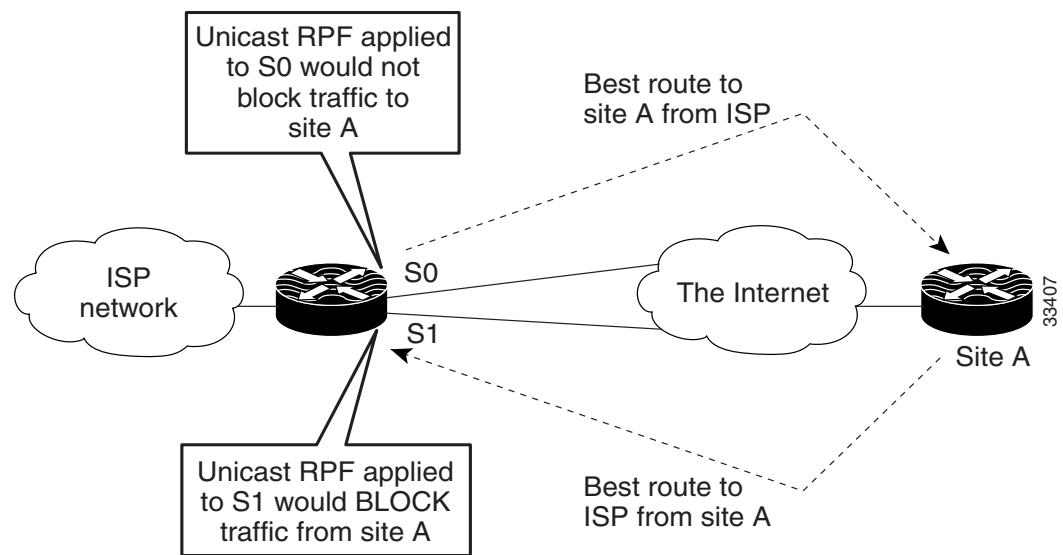 Unicast RPF applied
to S0 would not
block traffic to
site A
Best route to
site A from ISP
ISP
network
S0
S1
The Internet
Site A
33407
Unicast RPF applied
to S1 would BLOCK
traffic from site A
Best route to
ISP from site A